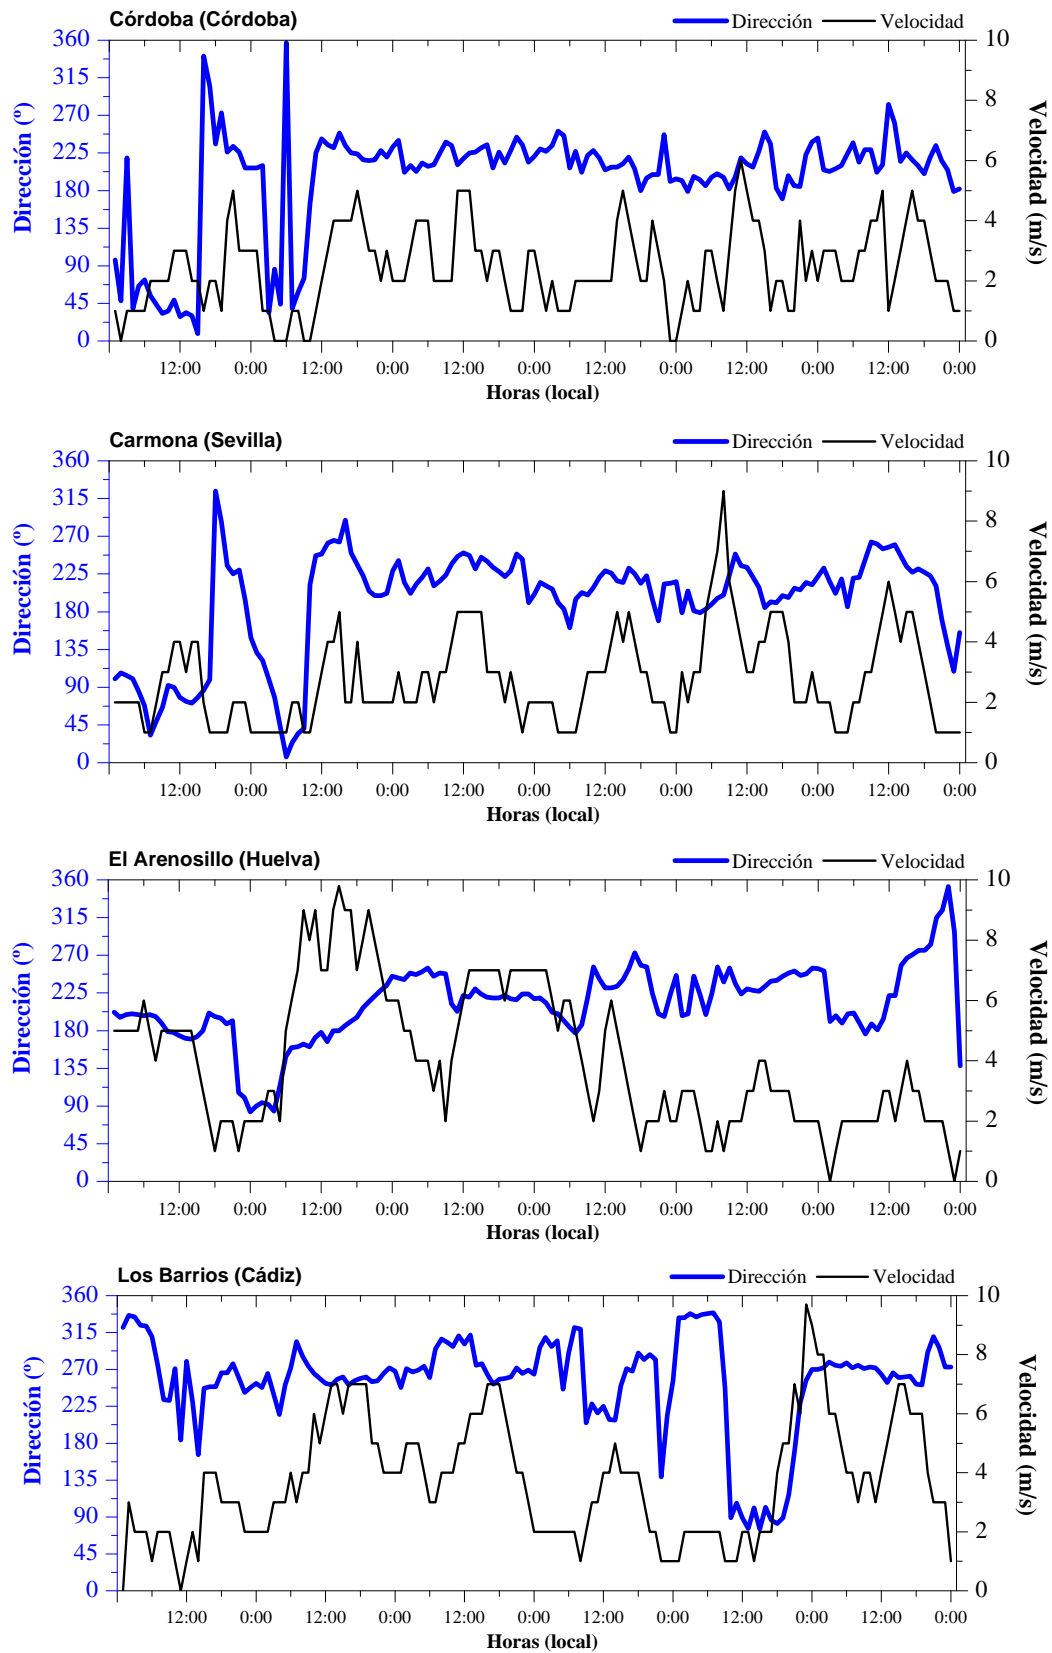 Córdoba (Córdoba)
Dirección Velocidad
360 315 270 225 180 135 90 45 0
Dirección (º)
10 8 6 4 2 0
Velocidad (m/s)
12:00 0:00 12:00 0:00 12:00 0:00 12:00 0:00 12:00 0:00 12:00 0:00
Horas (local)
Carmona (Sevilla)
Dirección Velocidad
360 315 270 225 180 135 90 45 0
Dirección (º)
10 8 6 4 2 0
Velocidad (m/s)
12:00 0:00 12:00 0:00 12:00 0:00 12:00 0:00 12:00 0:00 12:00 0:00
Horas (local)
El Arenosillo (Huelva)
Dirección Velocidad
360 315 270 225 180 135 90 45 0
Dirección (º)
10 8 6 4 2 0
Velocidad (m/s)
12:00 0:00 12:00 0:00 12:00 0:00 12:00 0:00 12:00 0:00 12:00 0:00
Horas (local)
Los Barrios (Cádiz)
Dirección Velocidad
360 315 270 225 180 135 90 45 0
Dirección (º)
10 8 6 4 2 0
Velocidad (m/s)
12:00 0:00 12:00 0:00 12:00 0:00 12:00 0:00 12:00 0:00 12:00 0:00
Horas (local)